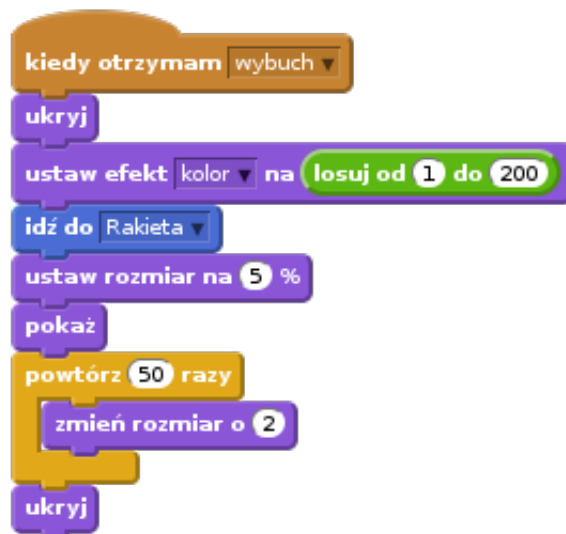 kiedy otrzymam wybuch
ukryj
ustaw efekt kolor na losuj od 1 do 200
idź do Rakieta
ustaw rozmiar na 5 %
pokaż
powtórz 50 razy
zmień rozmiar o 2
ukryj